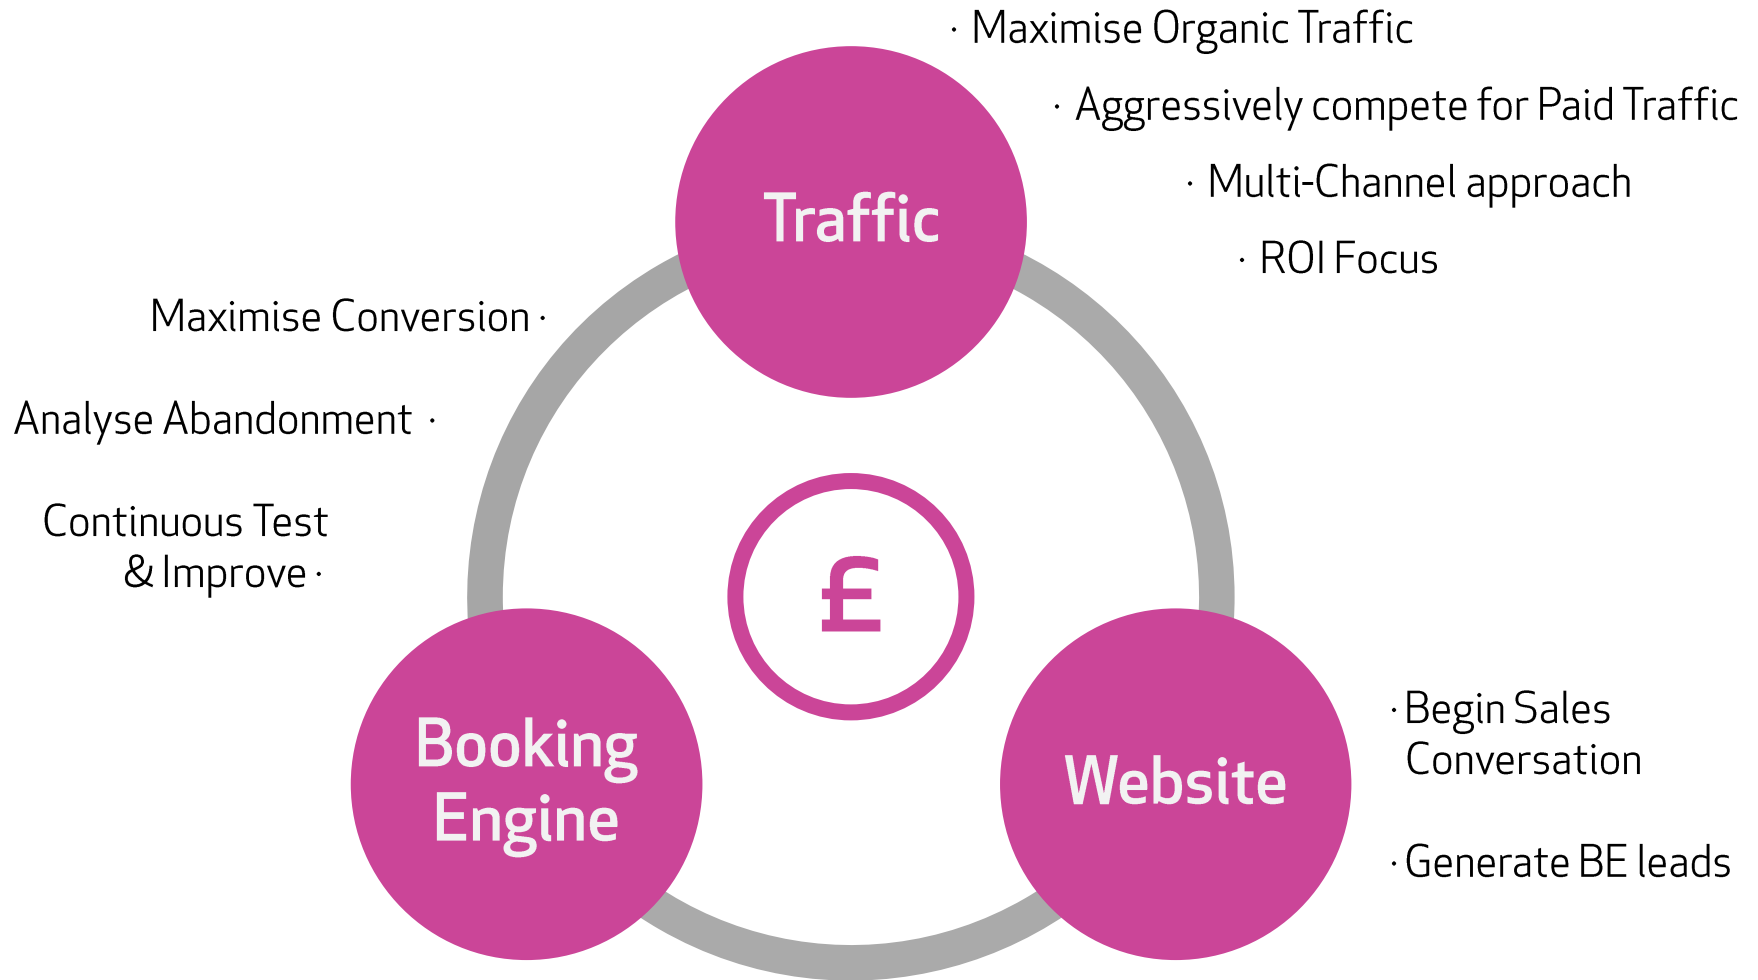 · Maximise Organic Traffic
· Aggressively compete for Paid Traffic
· Multi-Channel approach
· ROI Focus
Traffic
Maximise Conversion ·
Analyse Abandonment ·
Continuous Test
& Improve ·
£
Booking
Engine
Website
· Begin Sales
Conversation
· Generate BE leads